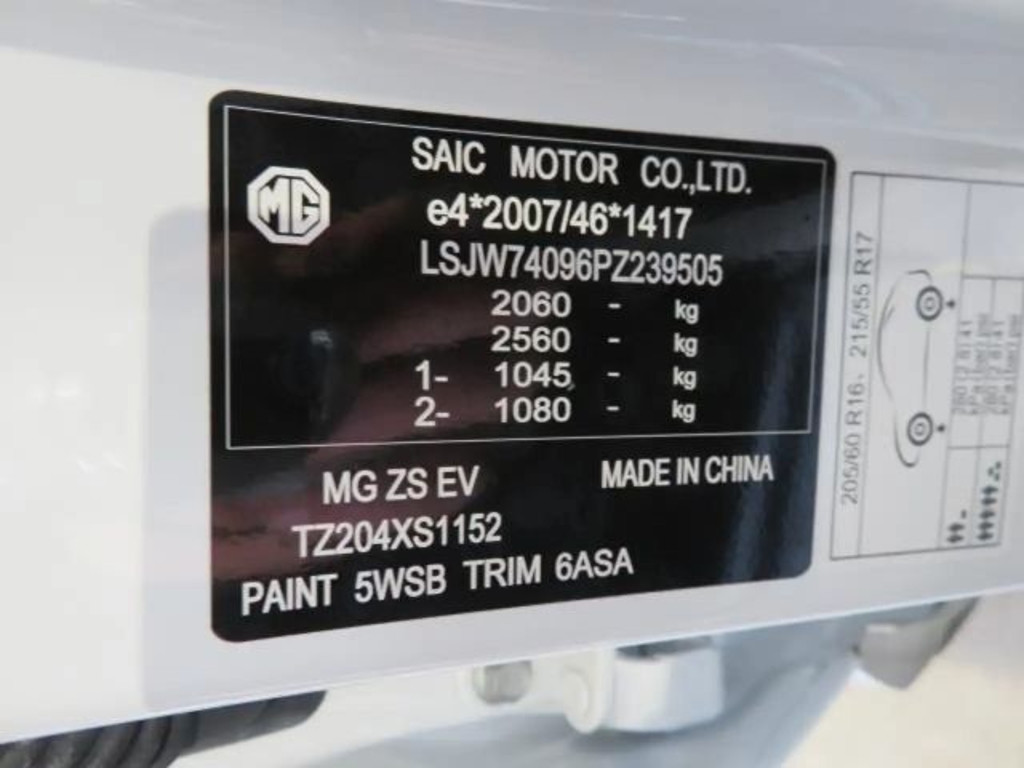 MG
SAIC MOTOR CO.,LTD.
e4*2007/46*1417
LSJW74096PZ239505
2060 - kg
2560 - kg
1- 1045 - kg
2- 1080 - kg
MG ZS EV
MADE IN CHINA
TZ204XS1152
PAINT 5WSB TRIM 6ASA
205/60 R16、215/55 R17